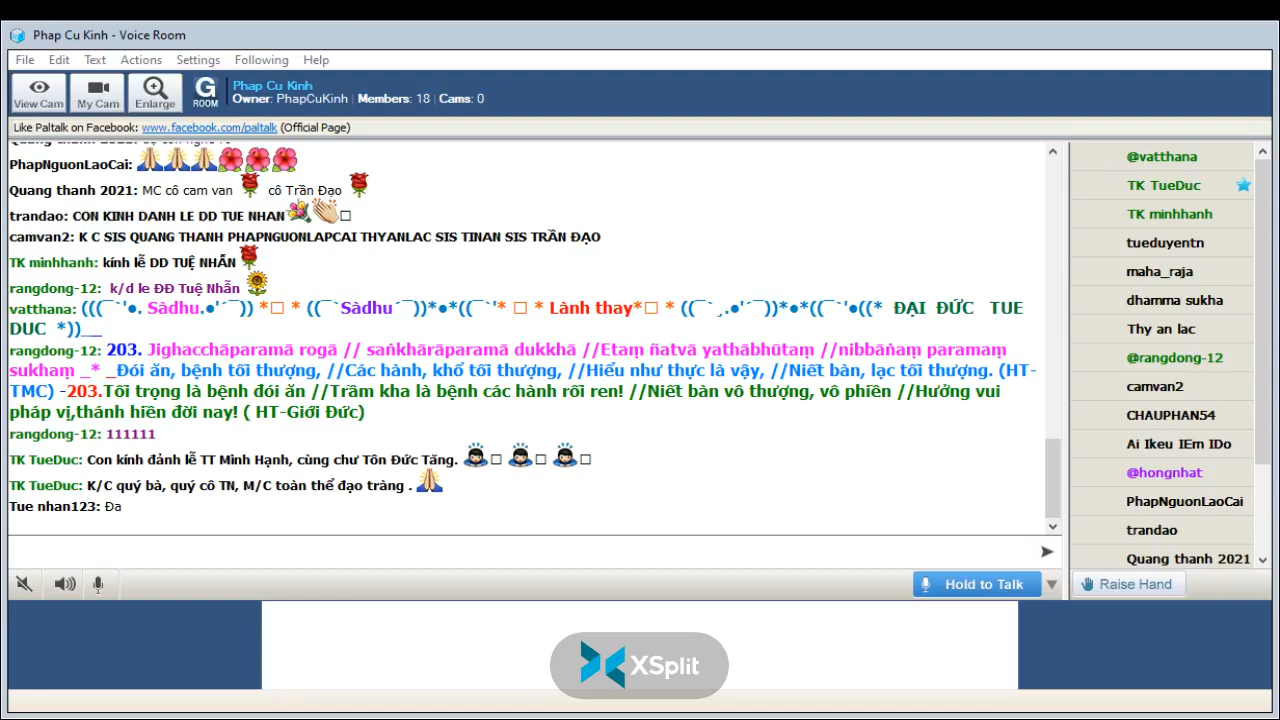 Phap Cu Kinh - Voice Room
File Edit Text Actions Settings Following Help
View Cam My Cam Enlarge G ROOM
Phap Cu Kinh
Owner: PhapCuKinh | Members: 18 | Cams: 0
Like Paltalk on Facebook: www.facebook.com/paltalk (Official Page)
PhapNguonLaoCai:
Quang thanh 2021: MC cô cam van cô Trần Đạo
trandao: CON KINH DANH LE DD TUE NHAN
camvan2: K C SIS QUANG THANH PHAPNGUONLAPCAI THYANLAC SIS TINAN SIS TRẦN ĐẠO
TK minhhanh: kính lễ DD TUỆ NHẪN
rangdong-12: k/d le ĐĐ Tuệ Nhẫn
vatthana: (((¯`'●. Sàdhu.●'´¯)) *□ * ((¯`Sàdhu´¯))*●*((¯`'* □ * Lành thay*□ * ((¯`¸.●'´¯))*●*((¯`'●((* ĐẠI ĐỨC TUE
DUC *))__
rangdong-12: 203. Jighacchāparamā rogā // saṅkhārāparamā dukkhā //Etaṃ ñatvā yathābhūtaṃ //nibbāṅaṃ paramaṃ
sukhaṃ _* _Đói ăn, bệnh tối thượng, //Các hành, khổ tối thượng, //Hiểu như thực là vậy, //Niết bàn, lạc tối thượng. (HT-
TMC) -203.Tối trọng là bệnh đói ăn //Trầm kha là bệnh các hành rối ren! //Niết bàn vô thượng, vô phiền //Hưởng vui
pháp vị,thánh hiền đời nay! ( HT-Giới Đức)
rangdong-12: 111111
TK TueDuc: Con kính đảnh lễ TT Minh Hạnh, cùng chư Tôn Đức Tăng.
TK TueDuc: K/C quý bà, quý cô TN, M/C toàn thể đạo tràng .
Tue nhan123: Đa
Hold to Talk
@vatthana
TK TueDuc
TK minhhanh
tueduyentn
maha_raja
dhamma sukha
Thy an lac
@rangdong-12
camvan2
CHAUPHAN54
Ai Ikeu IEm IDo
@hongnhat
PhapNguonLaoCai
trandao
Quang thanh 2021
Raise Hand
XSplit